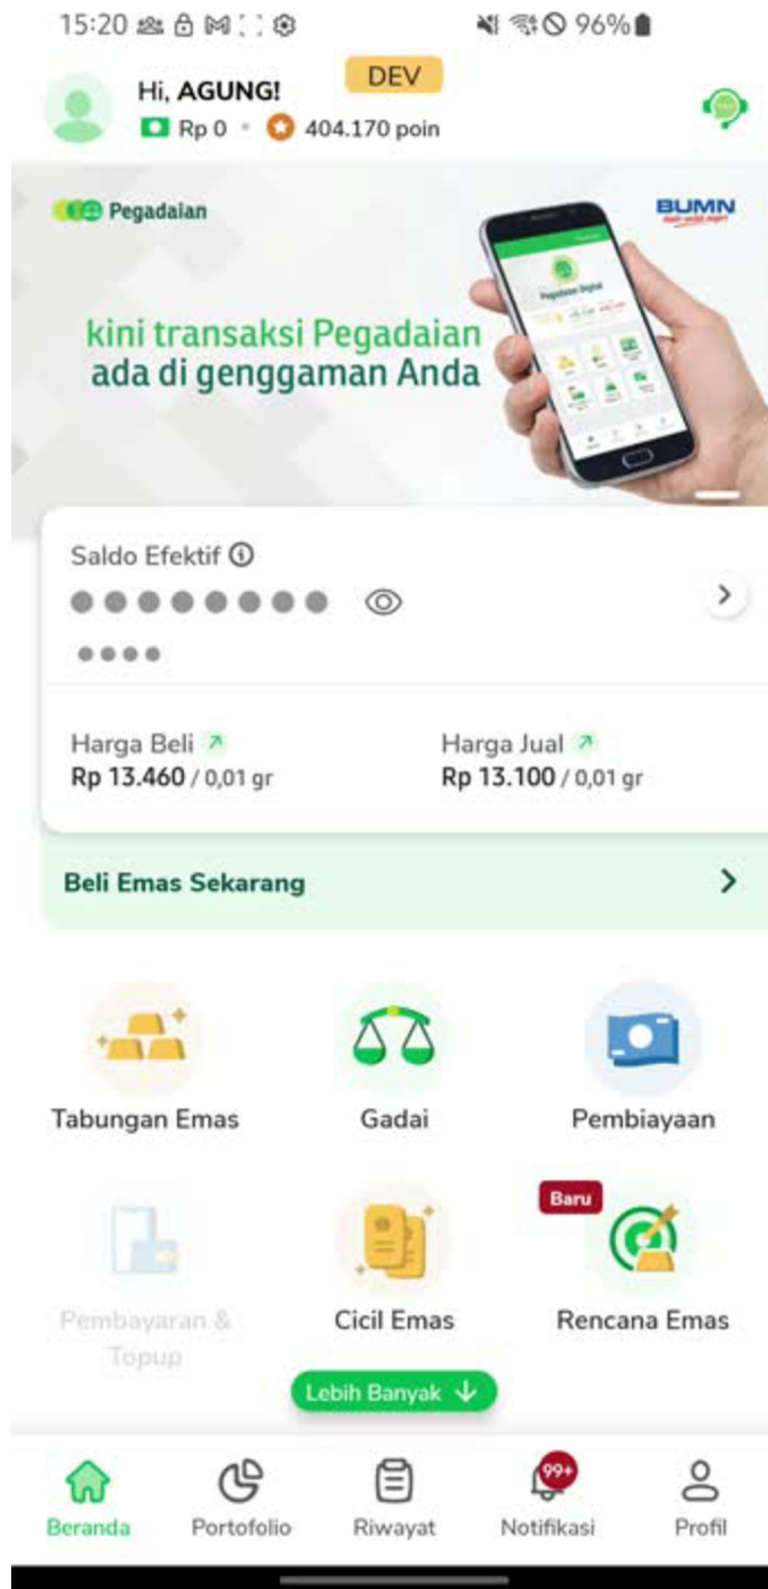 15:20
96%
DEV
Hi, AGUNG!
Rp 0 • 404.170 poin
Pegadaian
BUMN
kini transaksi Pegadaian
ada di genggaman Anda
Pegadaian Digital
Saldo Efektif
Harga Beli
Rp 13.460 / 0,01 gr
Harga Jual
Rp 13.100 / 0,01 gr
Beli Emas Sekarang
Tabungan Emas
Gadai
Pembiayaan
Baru
Pembayaran &
Topup
Cicil Emas
Rencana Emas
Lebih Banyak
99+
Beranda
Portofolio
Riwayat
Notifikasi
Profil